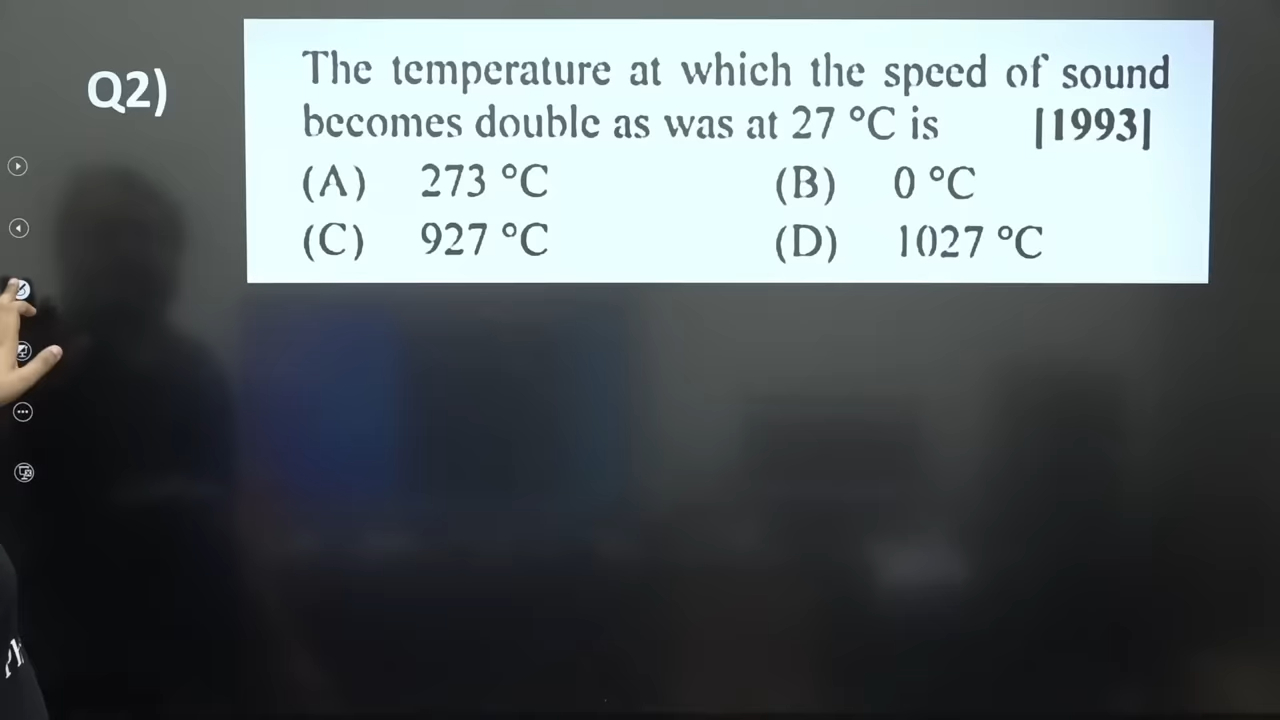 Q2)
The temperature at which the speed of sound
becomes double as was at 27 °C is [1993]
(A) 273 °C (B) 0 °C
(C) 927 °C (D) 1027 °C